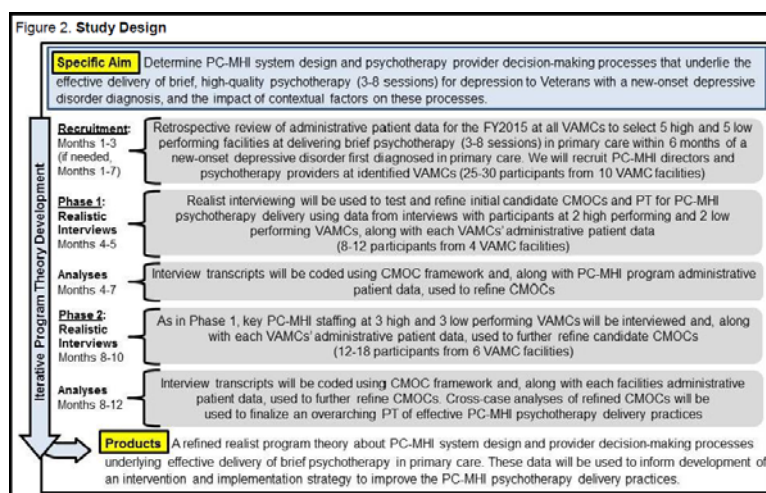 Figure 2. Study Design
Specific Aim Determine PC-MHI system design and psychotherapy provider decision-making processes that underlie the
effective delivery of brief, high-quality psychotherapy (3-8 sessions) for depression to Veterans with a new-onset depressive
disorder diagnosis, and the impact of contextual factors on these processes.
Iterative Program Theory Development
Recruitment:
Months 1-3
(if needed,
Months 1-7)
Retrospective review of administrative patient data for the FY2015 at all VAMCs to select 5 high and 5 low
performing facilities at delivering brief psychotherapy (3-8 sessions) in primary care within 6 months of
a new-onset depressive disorder first diagnosed in primary care. We will recruit PC-MHI directors and
psychotherapy providers at identified VAMCs (25-30 participants from 10 VAMC facilities)
Phase 1:
Realistic
Interviews
Months 4-5
Realist interviewing will be used to test and refine initial candidate CMOCs and PT for PC-MHI
psychotherapy delivery using data from interviews with participants at 2 high performing and 2 low
performing VAMCs, along with each VAMCs' administrative patient data
(8-12 participants from 4 VAMC facilities)
Analyses
Months 4-7
Interview transcripts will be coded using CMOC framework and, along with PC-MHI program administrative
patient data, used to refine CMOCs
Phase 2:
Realistic
Interviews
Months 8-10
As in Phase 1, key PC-MHI staffing at 3 high and 3 low performing VAMCs will be interviewed and, along
with each VAMCs' administrative patient data, used to further refine candidate CMOCs
(12-18 participants from 6 VAMC facilities)
Analyses
Months 8-12
Interview transcripts will be coded using CMOC framework and, along with each facilities administrative
patient data, used to further refine CMOCs. Cross-case analyses of refined CMOCs will be
used to finalize an overarching PT of effective PC-MHI psychotherapy delivery practices
Products A refined realist program theory about PC-MHI system design and provider decision-making processes
underlying effective delivery of brief psychotherapy in primary care. These data will be used to inform development of
an intervention and implementation strategy to improve the PC-MHI psychotherapy delivery practices.